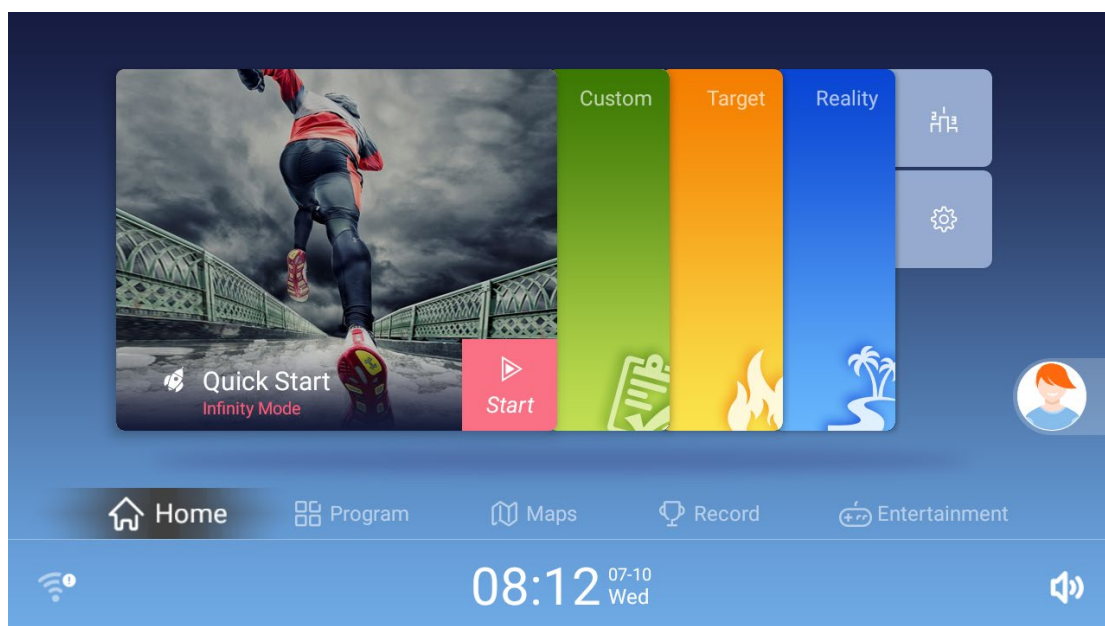 Custom
Target
Reality
Quick Start
Infinity Mode
Start
Home
Program
Maps
Record
Entertainment
08:12
07-10
Wed